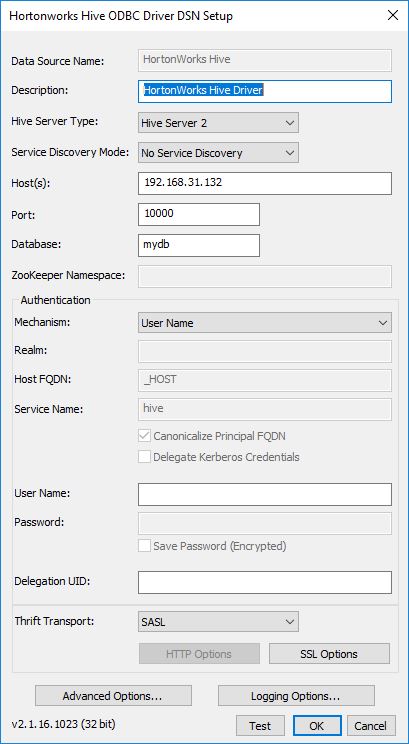 Hortonworks Hive ODBC Driver DSN Setup
Data Source Name: HortonWorks Hive
Description: HortonWorks Hive Driver
Hive Server Type: Hive Server 2
Service Discovery Mode: No Service Discovery
Host(s): 192.168.31.132
Port: 10000
Database: mydb
ZooKeeper Namespace:
Authentication
Mechanism: User Name
Realm:
Host FQDN: _HOST
Service Name: hive
Canonicalize Principal FQDN
Delegate Kerberos Credentials
User Name:
Password:
Save Password (Encrypted)
Delegation UID:
Thrift Transport: SASL
HTTP Options SSL Options
Advanced Options... Logging Options...
v2.1.16.1023 (32 bit) Test OK Cancel